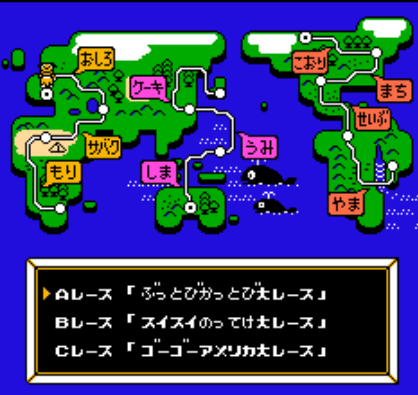 おしろ
こおり
ケーキ
まち
せいぶ
サバク
うみ
もり
しま
やま
Aレース「ぶっとびかっとび大レース」
Bレース「スイスイのってけ大レース」
Cレース「ゴーゴーアメリカ大レース」